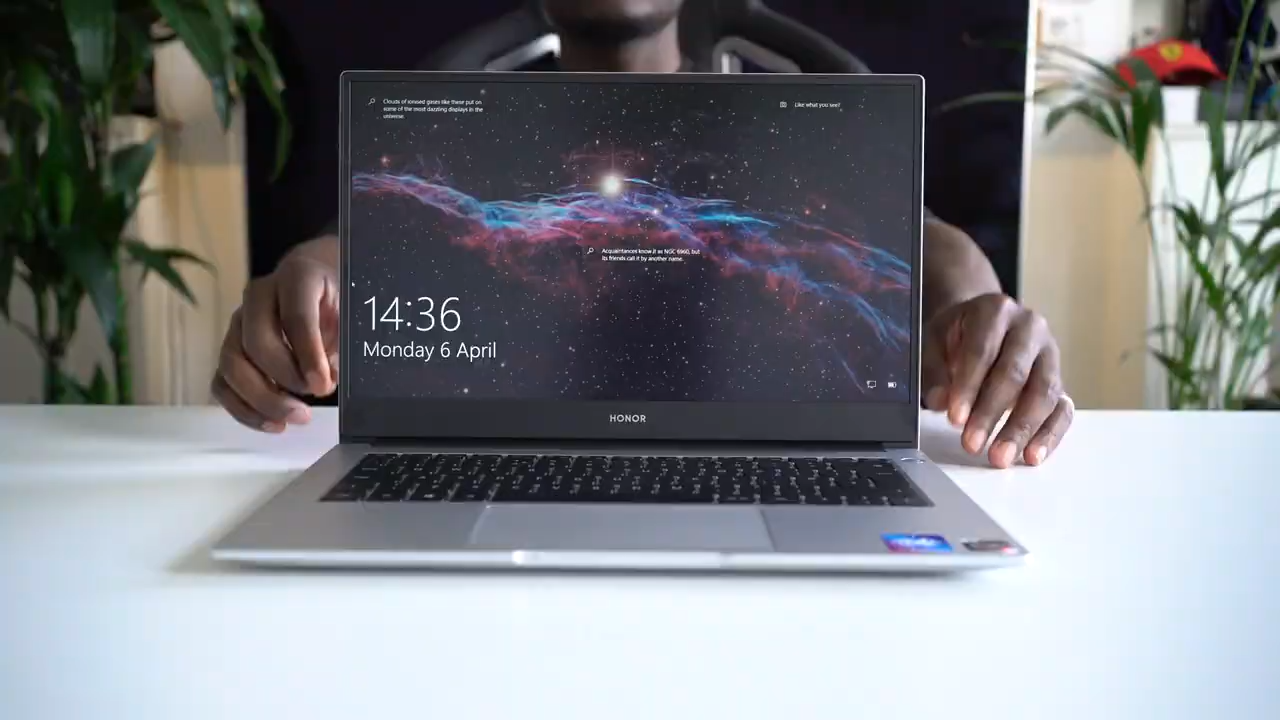 Clouds of ionised gases like these put on
some of the most dazzling displays in the
universe.
Like what you see?
Acquaintances know it as NGC 6960, but
its friends call it by another name.
14:36
Monday 6 April
HONOR